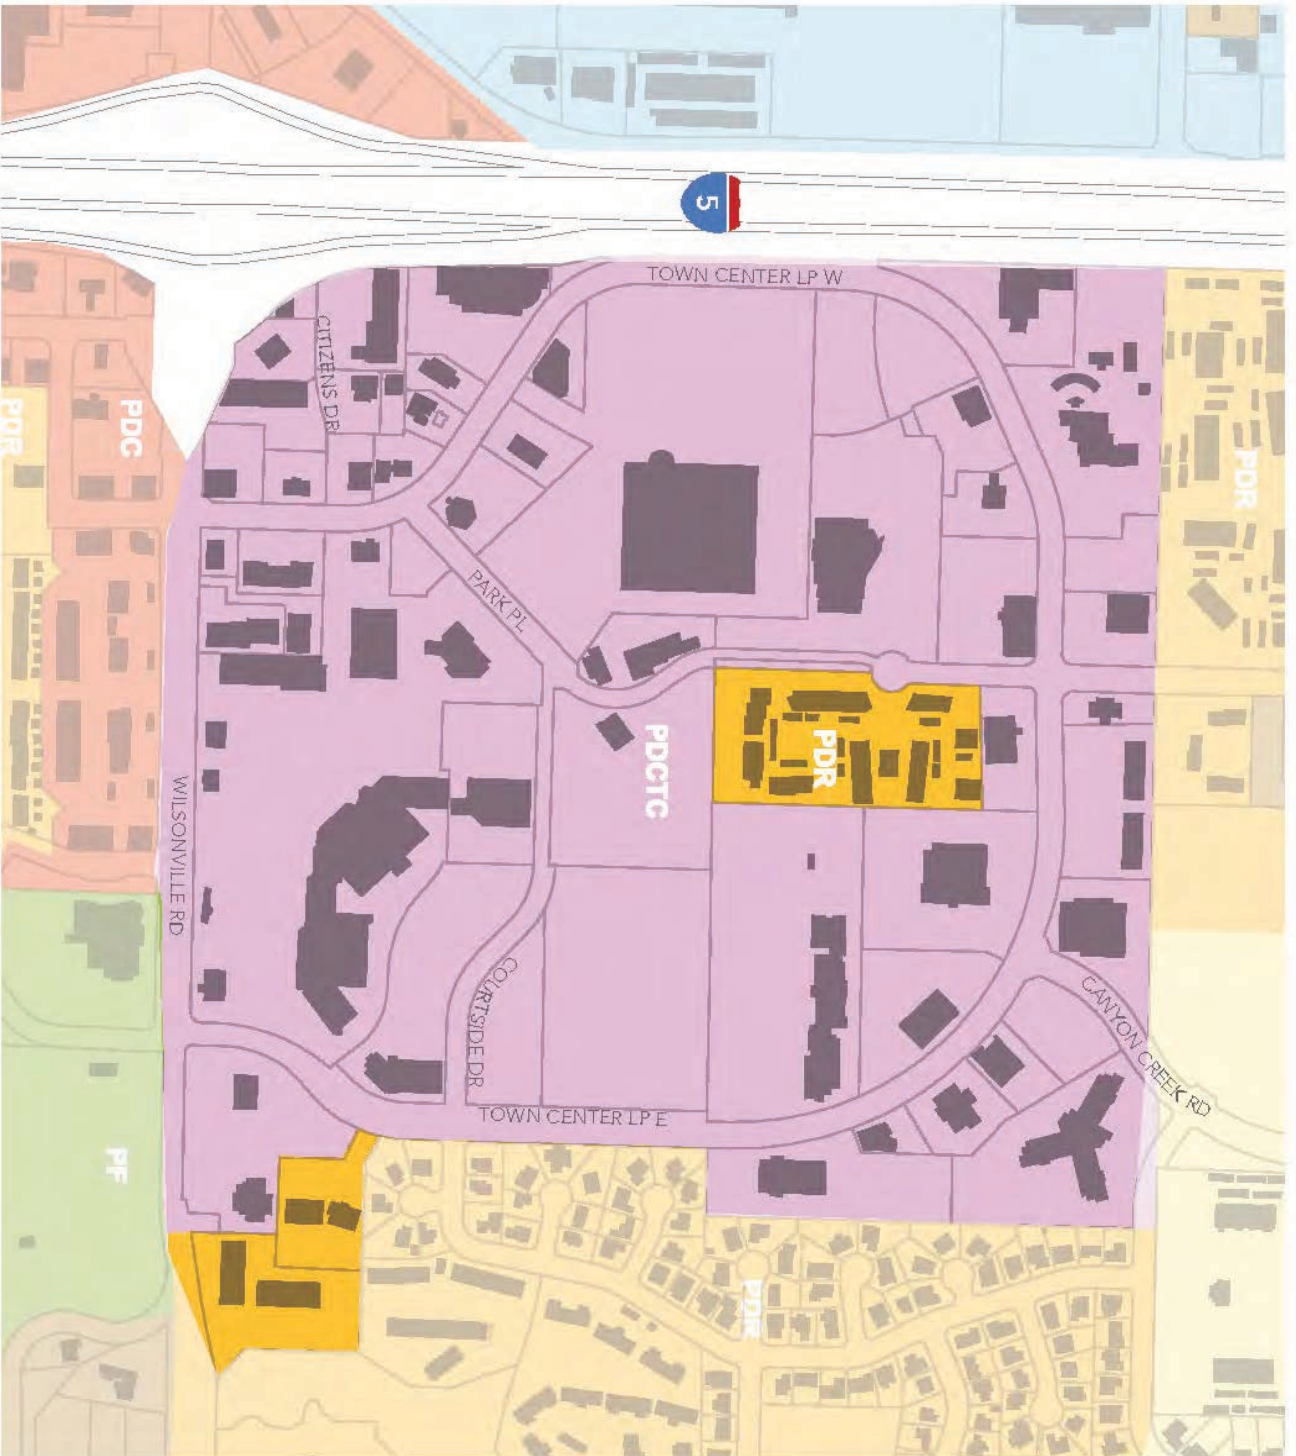 5
TOWN CENTER LP W
CITIZENS DR
PDC
PDR
PDR
PARK PL
PDCTC
PDR
WILSONVILLE RD
COURTSIDE DR
CANYON CREEK RD
TOWN CENTER LP E
PF
PDR